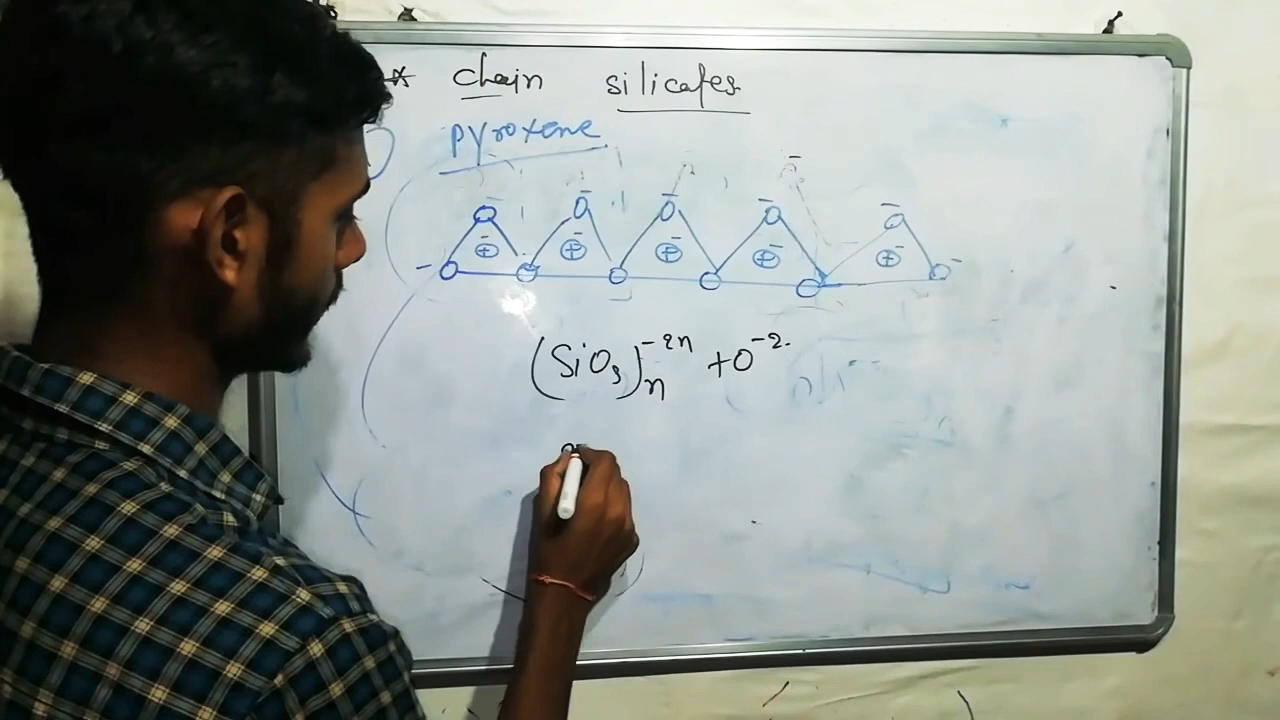 * chain silicates
pyroxene
(SiO₃)ₙ⁻²ⁿ + O⁻².